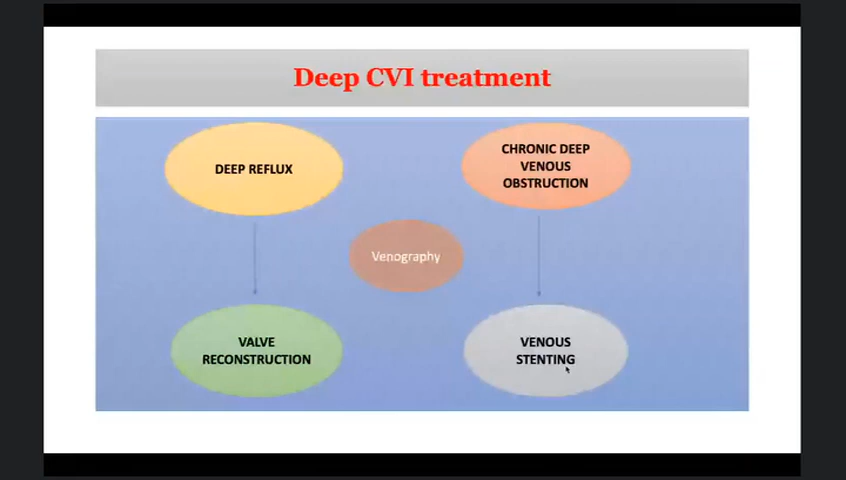 Deep CVI treatment
DEEP REFLUX
CHRONIC DEEP
VENOUS
OBSTRUCTION
Venography
VALVE
RECONSTRUCTION
VENOUS
STENTING